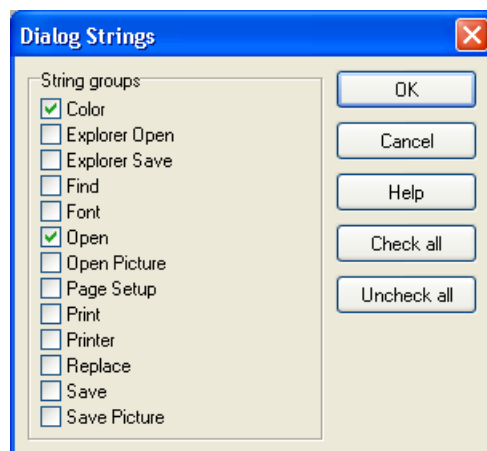 Dialog Strings
String groups
Color
Explorer Open
Explorer Save
Find
Font
Open
Open Picture
Page Setup
Print
Printer
Replace
Save
Save Picture
OK
Cancel
Help
Check all
Uncheck all